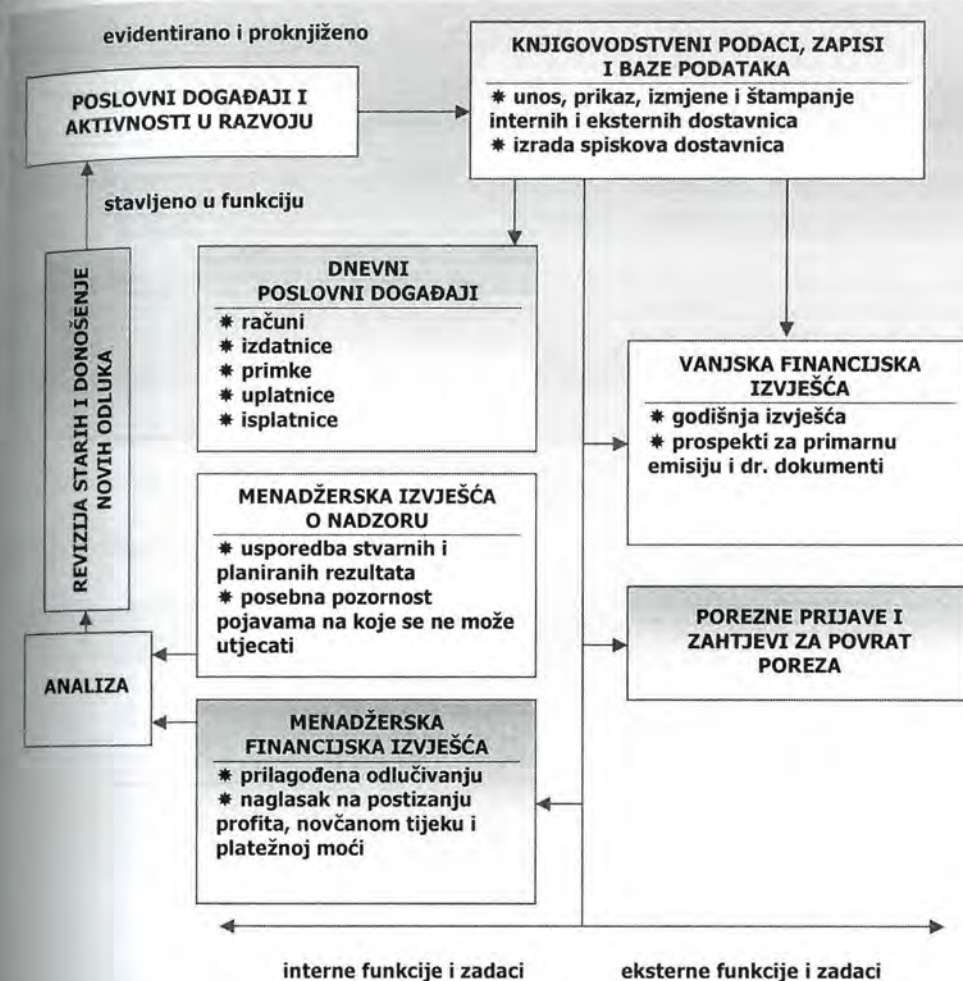 evidentirano i proknjiženo
POSLOVNI DOGAĐAJI I
AKTIVNOSTI U RAZVOJU
KNJIGOVODSTVENI PODACI, ZAPISI
I BAZE PODATAKA
✷ unos, prikaz, izmjene i štampanje
internih i eksternih dostavnica
✷ izrada spiskova dostavnica
stavljeno u funkciju
REVIZIJA STARIH I DONOŠENJE
NOVIH ODLUKA
DNEVNI
POSLOVNI DOGAĐAJI
✷ računi
✷ izdatnice
✷ primke
✷ uplatnice
✷ isplatnice
VANJSKA FINANCIJSKA
IZVJEŠĆA
✷ godišnja izvješća
✷ prospekti za primarnu
emisiju i dr. dokumenti
MENADŽERSKA IZVJEŠĆA
O NADZORU
✷ usporedba stvarnih i
planiranih rezultata
✷ posebna pozornost
pojavama na koje se ne može
utjecati
POREZNE PRIJAVE I
ZAHTJEVI ZA POVRAT
POREZA
ANALIZA
MENADŽERSKA
FINANCIJSKA IZVJEŠĆA
✷ prilagođena odlučivanju
✷ naglasak na postizanju
profita, novčanom tijeku i
platežnoj moći
interne funkcije i zadaci
eksterne funkcije i zadaci